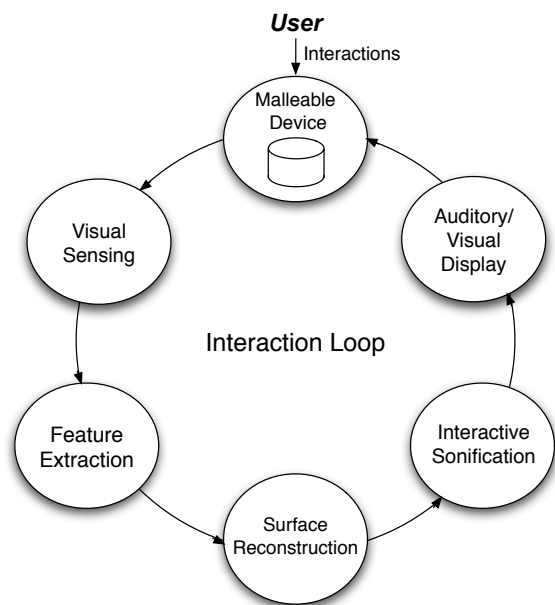 User
Interactions
Malleable
Device
Auditory/
Visual
Display
Visual
Sensing
Interaction Loop
Feature
Extraction
Interactive
Sonification
Surface
Reconstruction